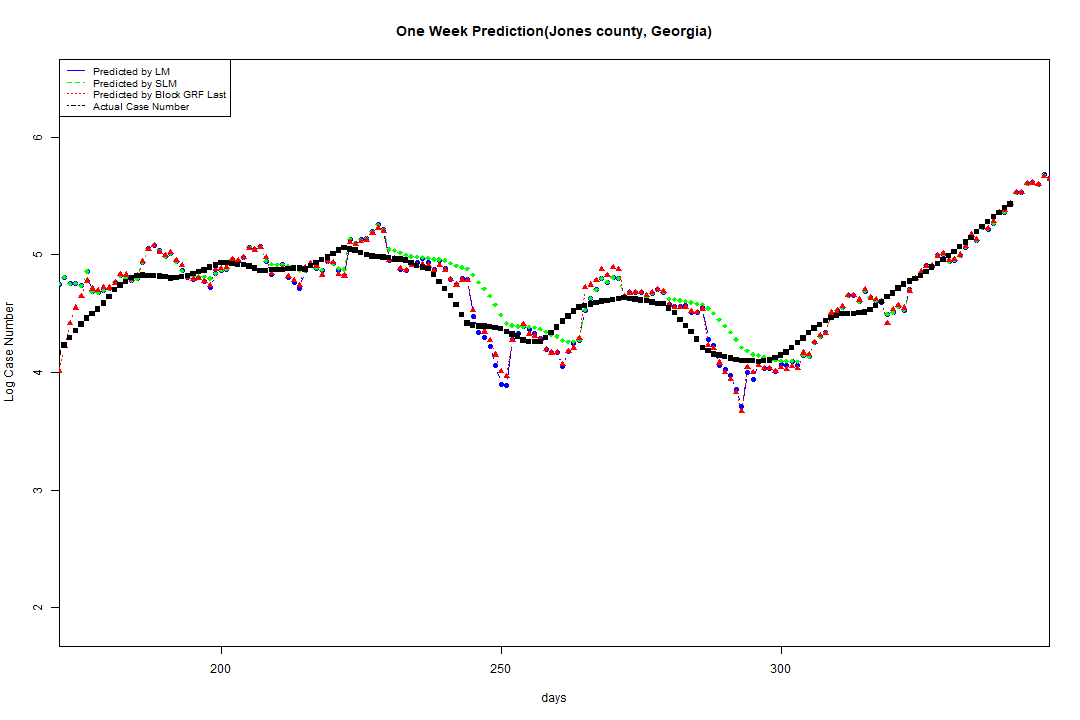 One Week Prediction(Jones county, Georgia)
Predicted by LM
Predicted by SLM
Predicted by Block GRF Last
Actual Case Number
6
5
4
3
2
Log Case Number
200 250 300
days